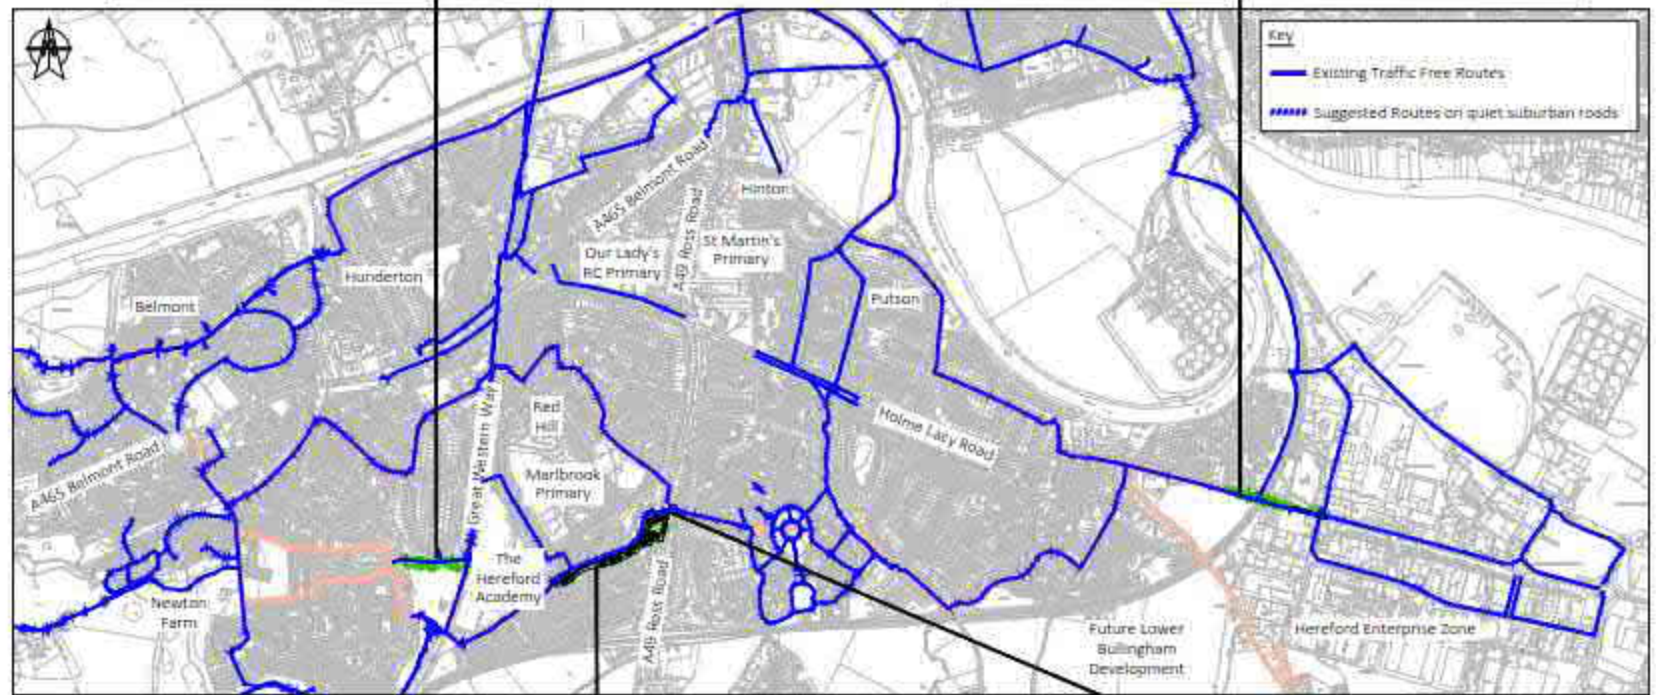 Key
Existing Traffic Free Routes
Suggested Routes on quiet suburban roads
A465 Belmont Road
A49 Ross Road
Hinton
Our Lady's
RC Primary
St Martin's
Primary
Hunderton
Belmont
Putson
Great Western Way
Red
Hill
Holme Lacy Road
A465 Belmont Road
Marlbrook
Primary
The
Hereford
Academy
Newton
Farm
A49 Ross Road
Future Lower
Bullingham
Development
Hereford Enterprise Zone